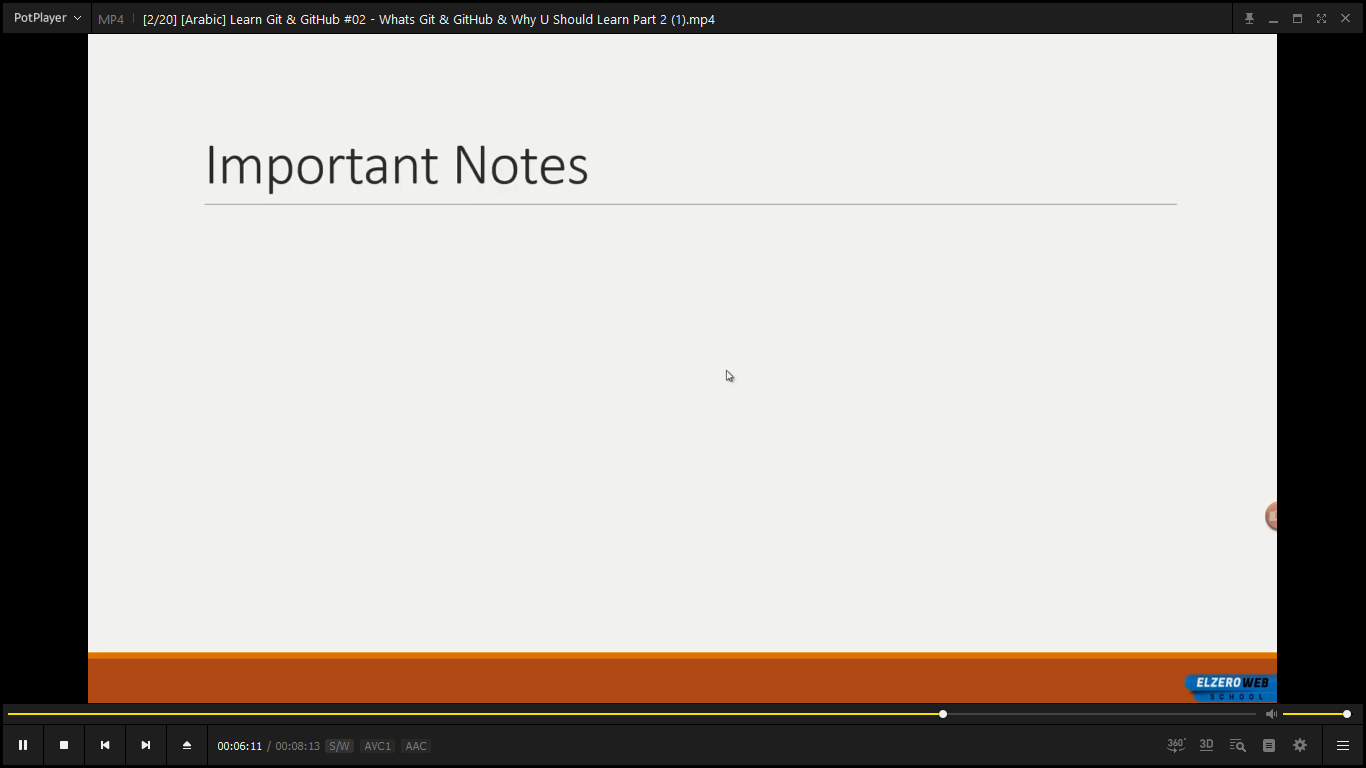 PotPlayer
MP4
[2/20] [Arabic] Learn Git & GitHub #02 - Whats Git & GitHub & Why U Should Learn Part 2 (1).mp4
Important Notes
ELZERO WEB
SCHOOL
00:06:11 / 00:08:13 S/W AVC1 AAC
360° 3D